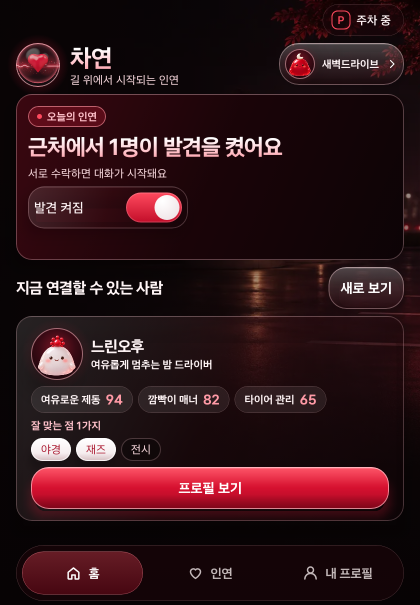 P 주차 중
차연
길 위에서 시작되는 인연
새벽드라이브
오늘의 인연
근처에서 1명이 발견을 켰어요
서로 수락하면 대화가 시작돼요
발견 켜짐
지금 연결할 수 있는 사람
새로 보기
느린오후
여유롭게 멈추는 밤 드라이버
여유로운 제동 94 깜빡이 매너 82 타이어 관리 65
잘 맞는 점 1가지
야경 재즈 전시
프로필 보기
홈 인연 내 프로필